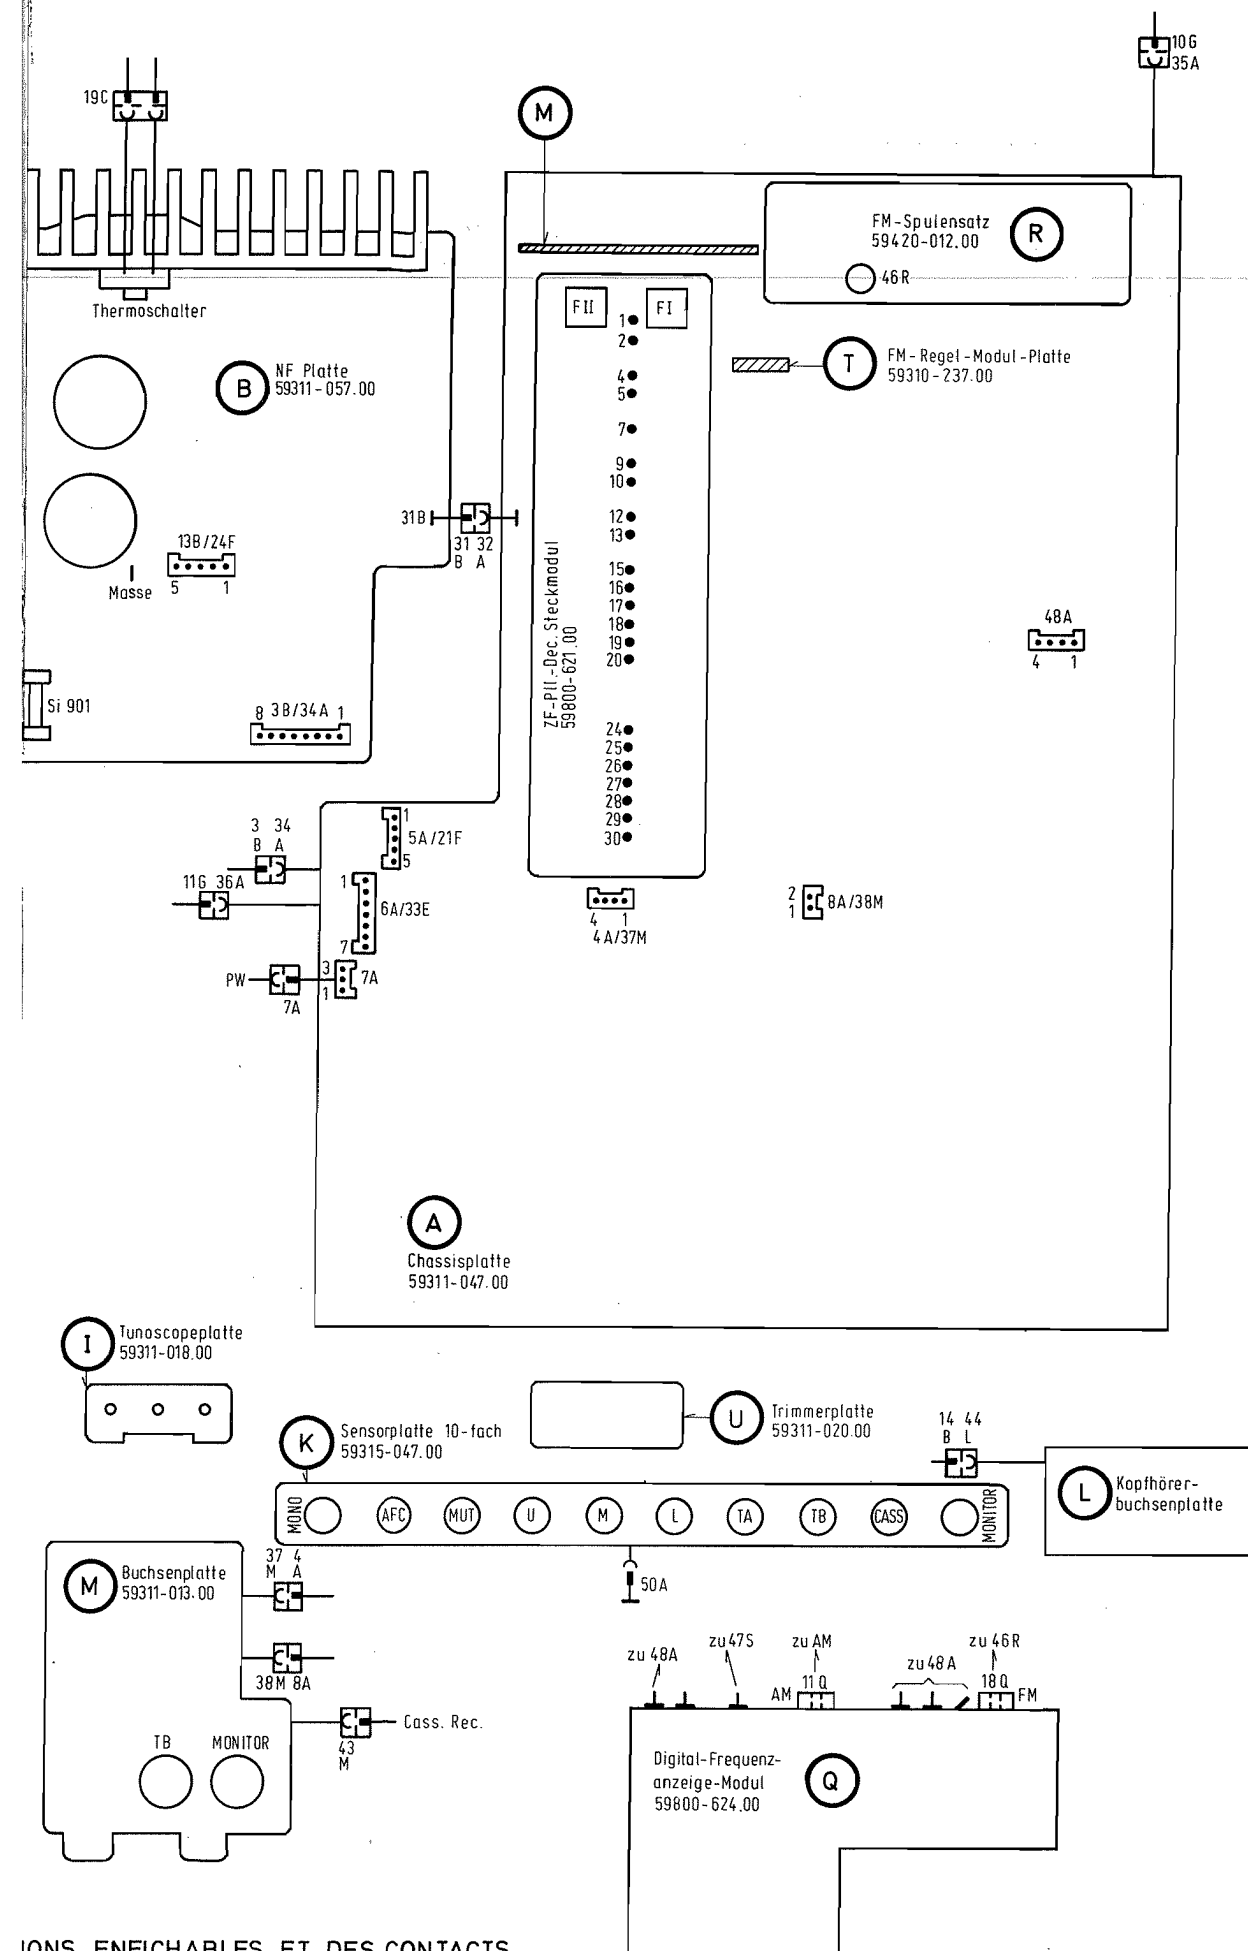 10G
35A
19C
M
FM-Spulensatz
59420-012.00
R
46R
Thermoschalter
FII
FI
1
2
4
5
7
9
10
12
13
15
16
17
18
19
20
24
25
26
27
28
29
30
T
FM-Regel-Modul-Platte
59310-237.00
B
NF Platte
59311-057.00
31B
31 32
B A
13B/24F
5 1
Masse
ZF-Pll.-Dec. Steckmodul
59800-621.00
48A
4 1
Si 901
8 3B/34A 1
3 34
B A
1
5A/21F
5
11G 36A
1
6A/33E
7
4 1
4A/37M
2
1
8A/38M
PW
7A
3
1
7A
A
Chassisplatte
59311-047.00
I
Tunoscopeplatte
59311-018.00
K
Sensorplatte 10-fach
59315-047.00
U
Trimmerplatte
59311-020.00
14 44
B L
L
Kopfhörer-
buchsenplatte
MONO
AFC
MUT
U
M
L
TA
TB
CASS
MONITOR
50A
M
Buchsenplatte
59311-013.00
37 4
M A
38M 8A
43
M
Cass. Rec.
TB
MONITOR
zu 48A
zu 47S
zu AM
zu 48A
zu 46R
AM
11Q
18Q
FM
Digital-Frequenz-
anzeige-Modul
59800-624.00
Q
IONS ENFICHABLES ET DES CONTACTS